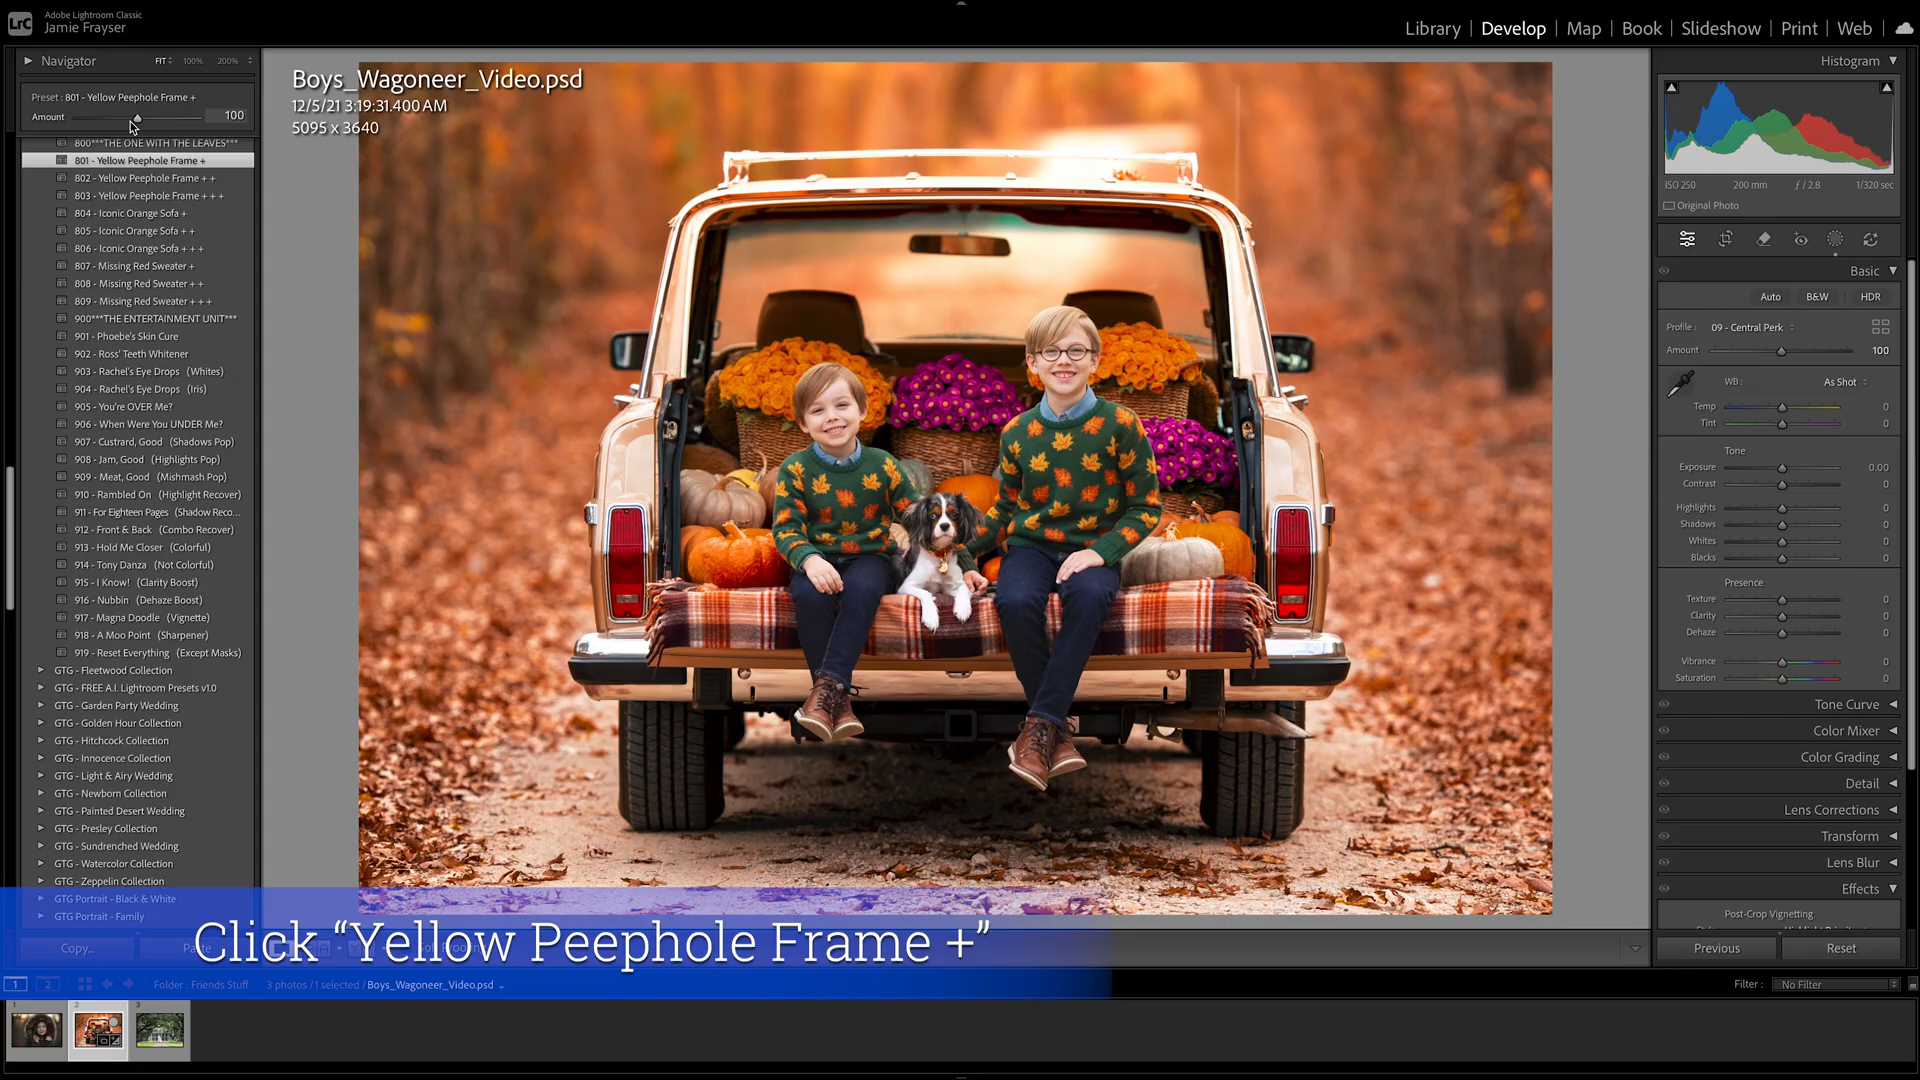 LrC
Adobe Lightroom Classic
Jamie Frayser
Library | Develop | Map | Book | Slideshow | Print | Web
Navigator FIT 100% 200%
Preset : 801 - Yellow Peephole Frame +
Amount 100
800***THE ONE WITH THE LEAVES***
801 - Yellow Peephole Frame +
802 - Yellow Peephole Frame + +
803 - Yellow Peephole Frame + + +
804 - Iconic Orange Sofa +
805 - Iconic Orange Sofa + +
806 - Iconic Orange Sofa + + +
807 - Missing Red Sweater +
808 - Missing Red Sweater + +
809 - Missing Red Sweater + + +
900***THE ENTERTAINMENT UNIT***
901 - Phoebe's Skin Cure
902 - Ross' Teeth Whitener
903 - Rachel's Eye Drops (Whites)
904 - Rachel's Eye Drops (Iris)
905 - You're OVER Me?
906 - When Were You UNDER Me?
907 - Custrard, Good (Shadows Pop)
908 - Jam, Good (Highlights Pop)
909 - Meat, Good (Mishmash Pop)
910 - Rambled On (Highlight Recover)
911 - For Eighteen Pages (Shadow Reco...
912 - Front & Back (Combo Recover)
913 - Hold Me Closer (Colorful)
914 - Tony Danza (Not Colorful)
915 - I Know! (Clarity Boost)
916 - Nubbin (Dehaze Boost)
917 - Magna Doodle (Vignette)
918 - A Moo Point (Sharpener)
919 - Reset Everything (Except Masks)
GTG - Fleetwood Collection
GTG - FREE A.I. Lightroom Presets v1.0
GTG - Garden Party Wedding
GTG - Golden Hour Collection
GTG - Hitchcock Collection
GTG - Innocence Collection
GTG - Light & Airy Wedding
GTG - Newborn Collection
GTG - Painted Desert Wedding
GTG - Presley Collection
GTG - Sundrenched Wedding
GTG - Watercolor Collection
GTG - Zeppelin Collection
GTG Portrait - Black & White
GTG Portrait - Family
Copy...
Boys_Wagoneer_Video.psd
12/5/21 3:19:31.400 AM
5095 x 3640
Click “Yellow Peephole Frame +”
Histogram
ISO 250 200 mm ƒ / 2.8 1/320 sec
Original Photo
Basic
Auto B&W HDR
Profile : 09 - Central Perk
Amount 100
WB : As Shot
Temp 0
Tint 0
Tone
Exposure 0.00
Contrast 0
Highlights 0
Shadows 0
Whites 0
Blacks 0
Presence
Texture 0
Clarity 0
Dehaze 0
Vibrance 0
Saturation 0
Tone Curve
Color Mixer
Color Grading
Detail
Lens Corrections
Transform
Lens Blur
Effects
Post-Crop Vignetting
Previous Reset
1 2 Folder : Friends Stuff 3 photos / 1 selected / Boys_Wagoneer_Video.psd
Filter : No Filter
1 2 3